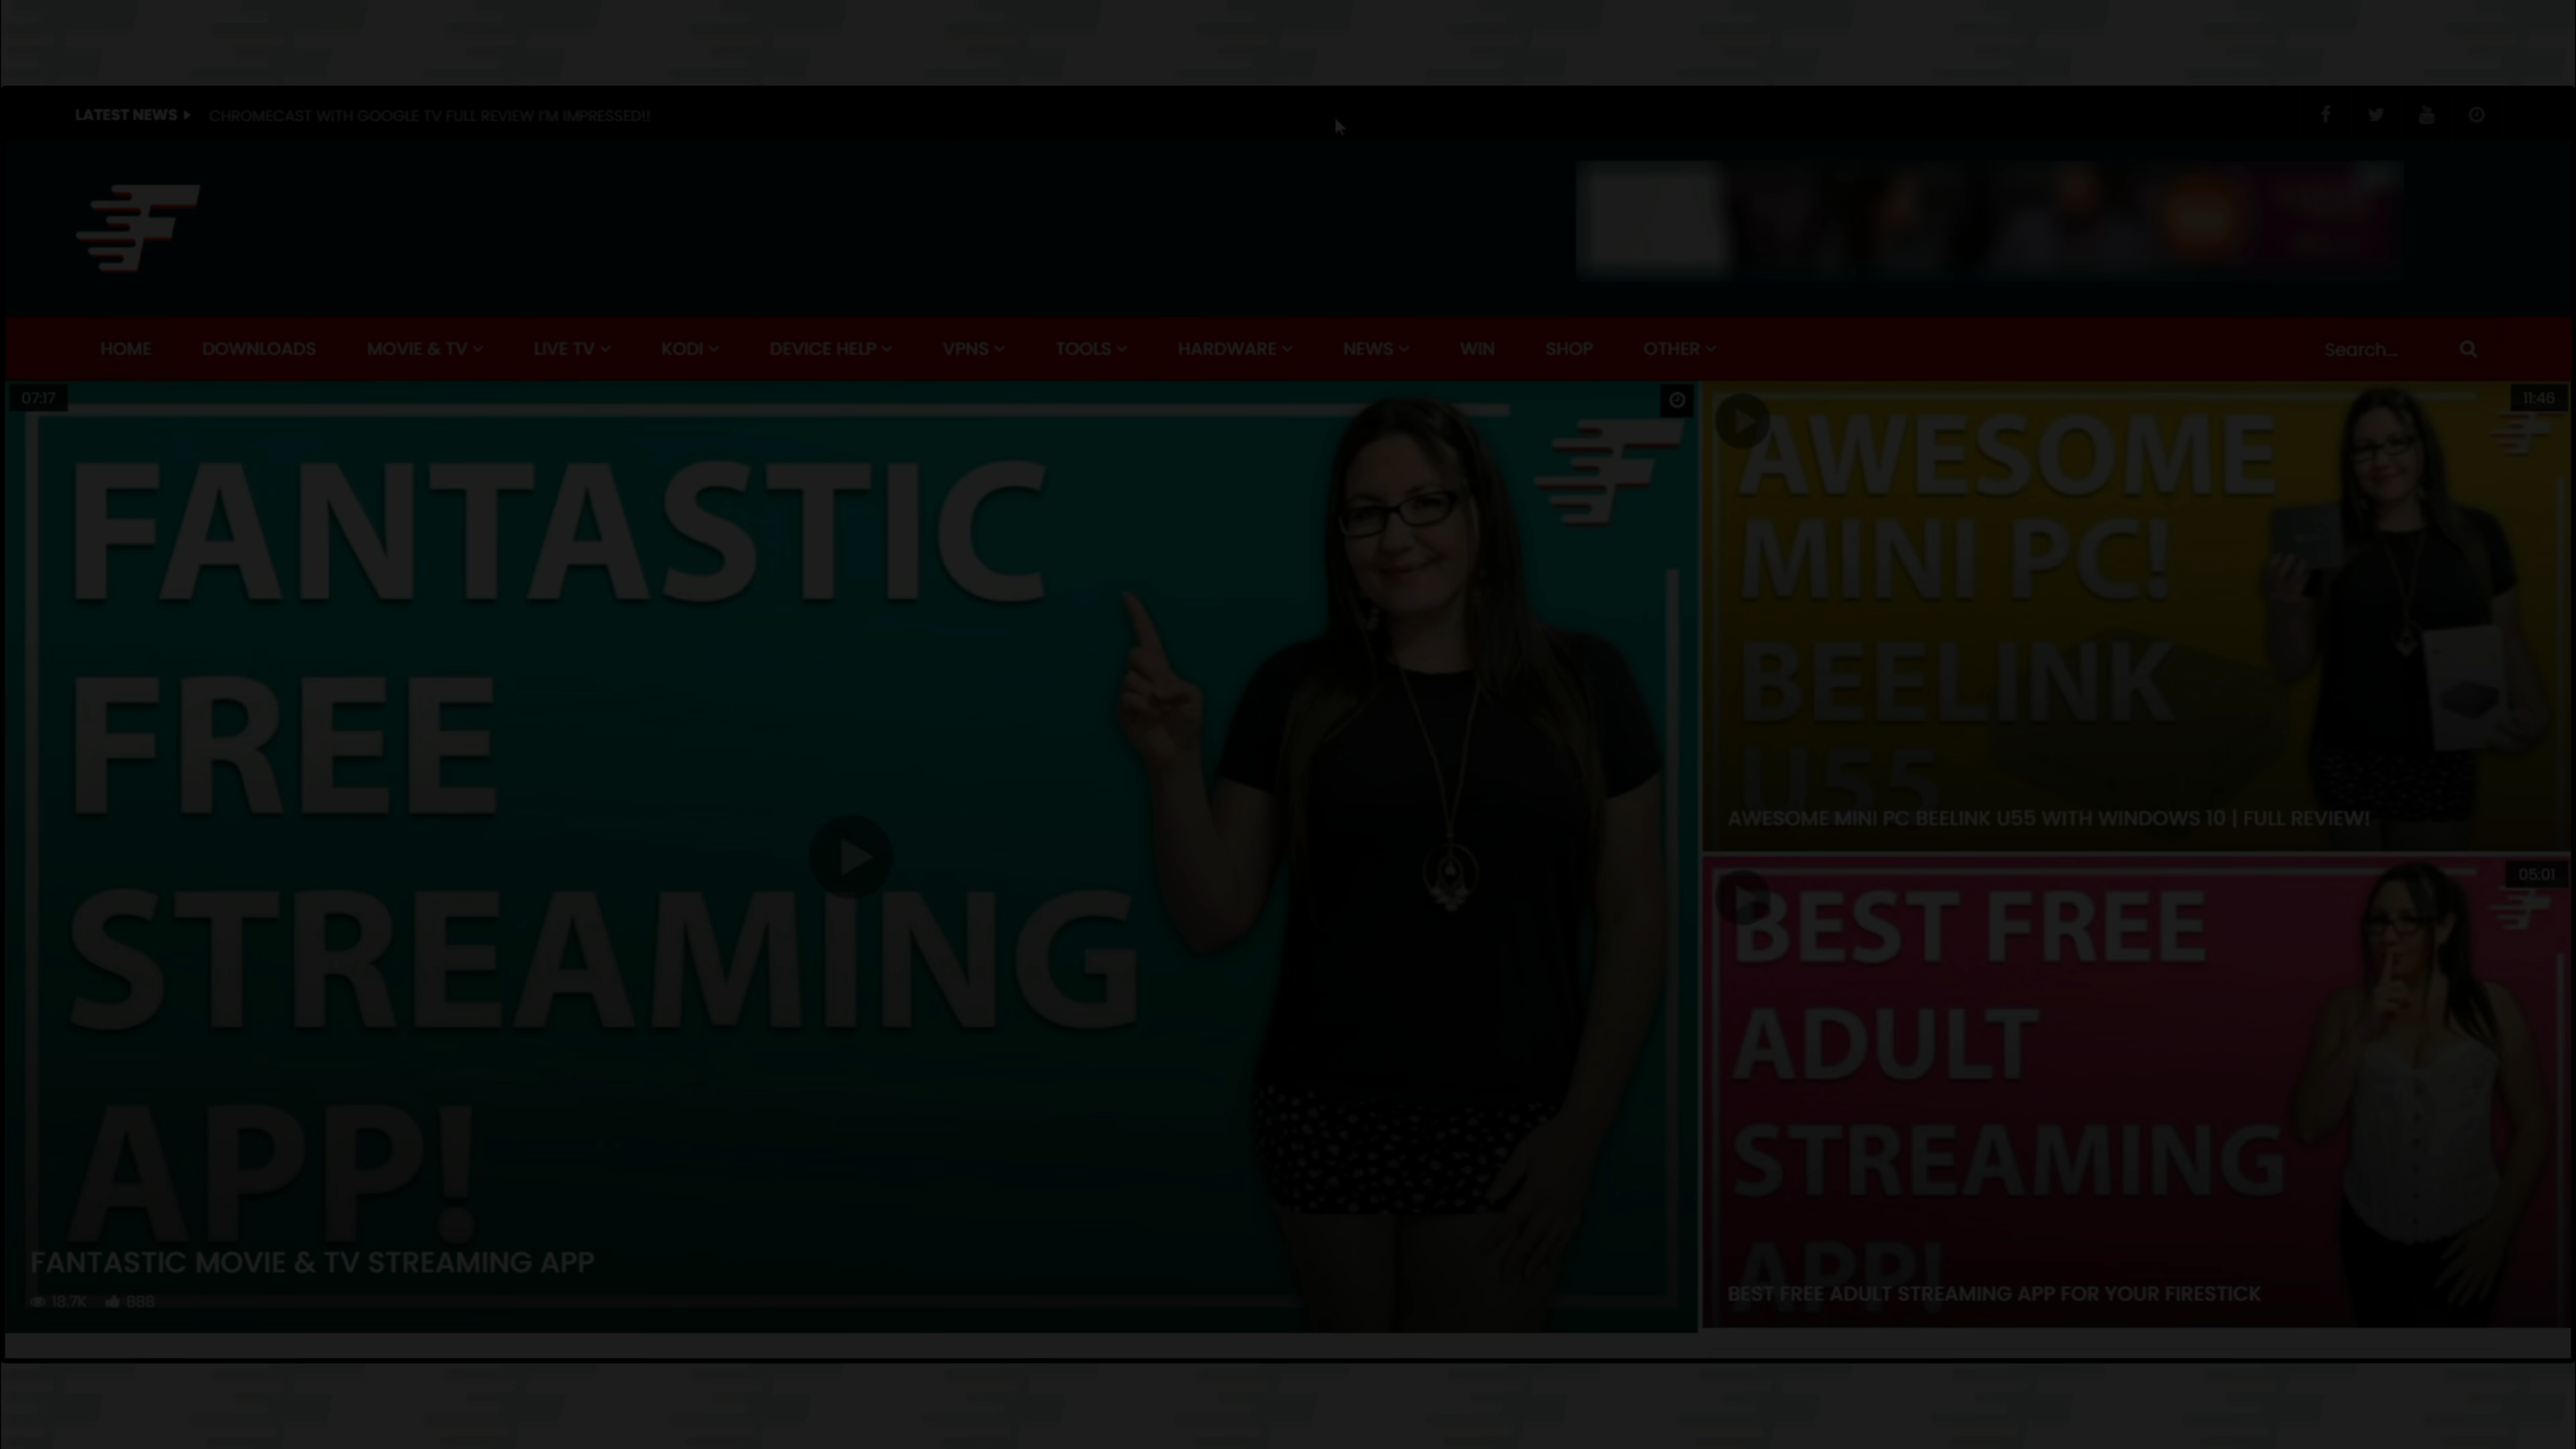 LATEST NEWS
CHROMECAST WITH GOOGLE TV FULL REVIEW I'M IMPRESSED!!
F
HOME DOWNLOADS MOVIE & TV LIVE TV KODI DEVICE HELP VPNS TOOLS HARDWARE NEWS WIN SHOP OTHER Search...
07:17
FANTASTIC
FREE
STREAMING
APP!
FANTASTIC MOVIE & TV STREAMING APP
18.7K 888
11:46
AWESOME
MINI PC!
BEELINK
U55
AWESOME MINI PC BEELINK U55 WITH WINDOWS 10 | FULL REVIEW!
05:01
BEST FREE
ADULT
STREAMING
APP!
BEST FREE ADULT STREAMING APP FOR YOUR FIRESTICK